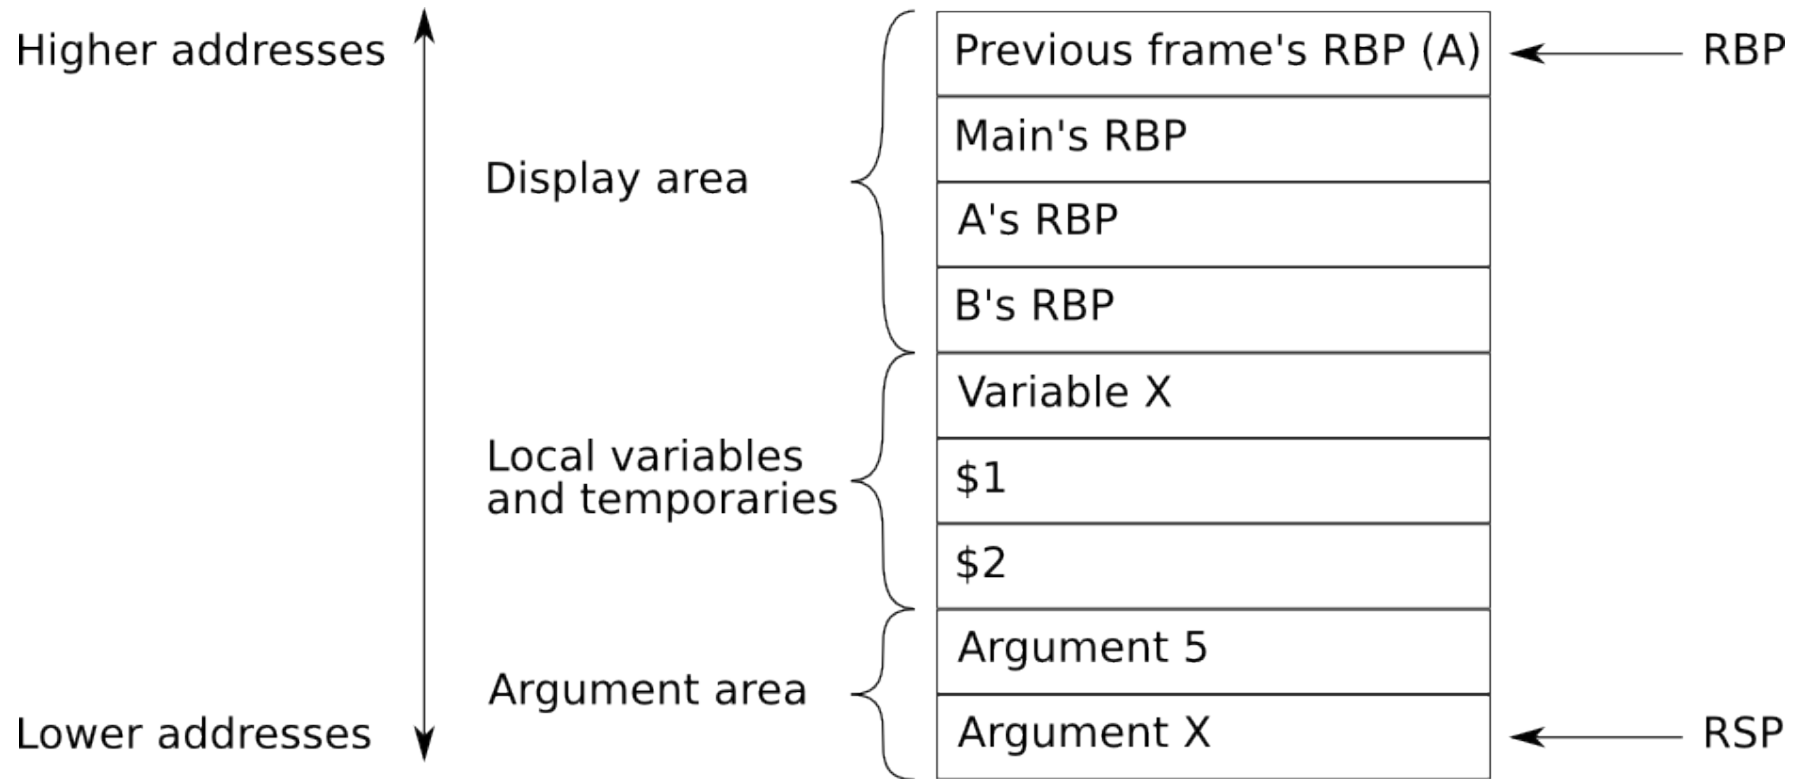 Higher addresses
Previous frame's RBP (A)
RBP
Main's RBP
Display area
A's RBP
B's RBP
Variable X
Local variables
and temporaries
$1
$2
Argument 5
Argument area
Lower addresses
Argument X
RSP